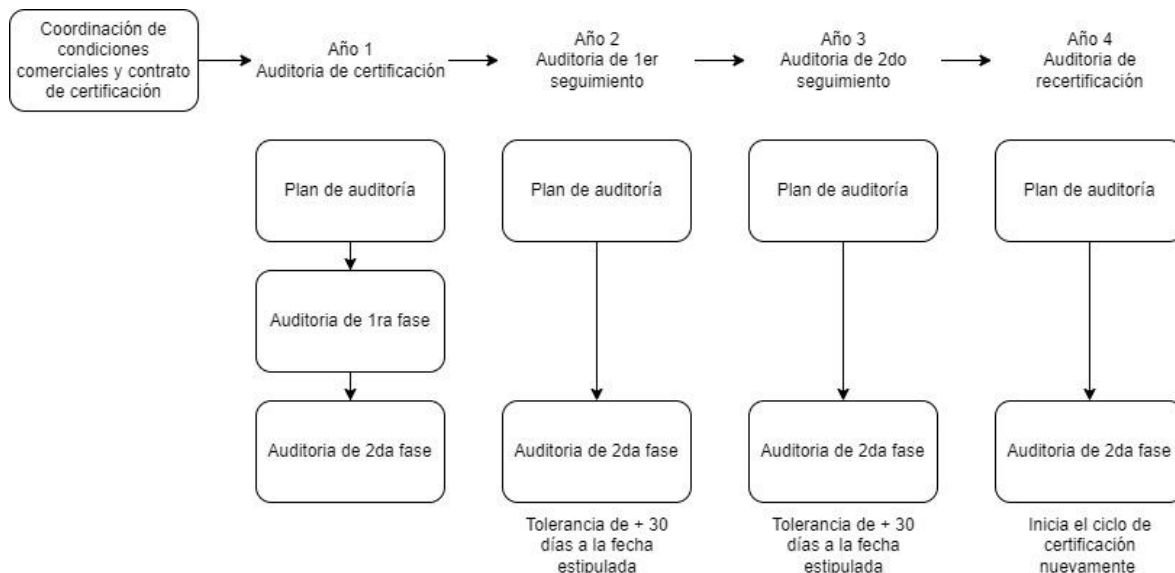 Coordinación de
condiciones
comerciales y contrato
de certificación
Año 1
Auditoria de certificación
Año 2
Auditoria de 1er
seguimiento
Año 3
Auditoria de 2do
seguimiento
Año 4
Auditoria de
recertificación
Plan de auditoría
Plan de auditoría
Plan de auditoría
Plan de auditoría
Auditoria de 1ra fase
Auditoria de 2da fase
Auditoria de 2da fase
Auditoria de 2da fase
Auditoria de 2da fase
Tolerancia de + 30
días a la fecha
estipulada
Tolerancia de + 30
días a la fecha
estipulada
Inicia el ciclo de
certificación
nuevamente